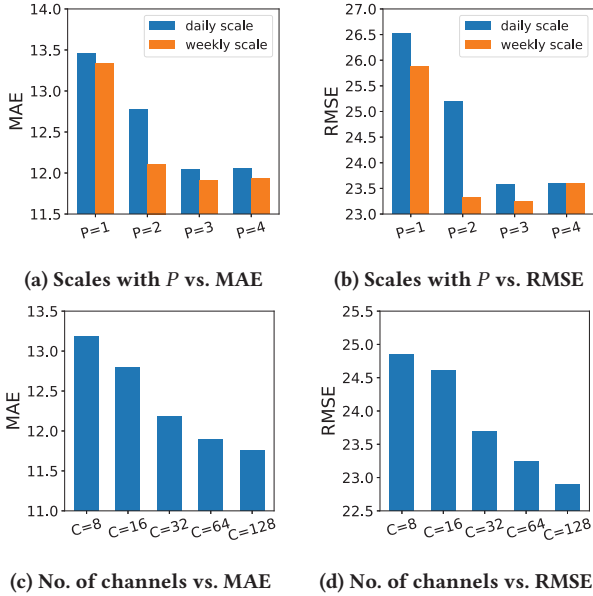 14.0
13.5
13.0
12.5
12.0
11.5
MAE
daily scale
weekly scale
P=1
P=2
P=3
P=4
(a) Scales with P vs. MAE
27.0
26.5
26.0
25.5
25.0
24.5
24.0
23.5
23.0
RMSE
daily scale
weekly scale
P=1
P=2
P=3
P=4
(b) Scales with P vs. RMSE
13.5
13.0
12.5
12.0
11.5
11.0
MAE
C=8
C=16
C=32
C=64
C=128
(c) No. of channels vs. MAE
25.5
25.0
24.5
24.0
23.5
23.0
22.5
RMSE
C=8
C=16
C=32
C=64
C=128
(d) No. of channels vs. RMSE